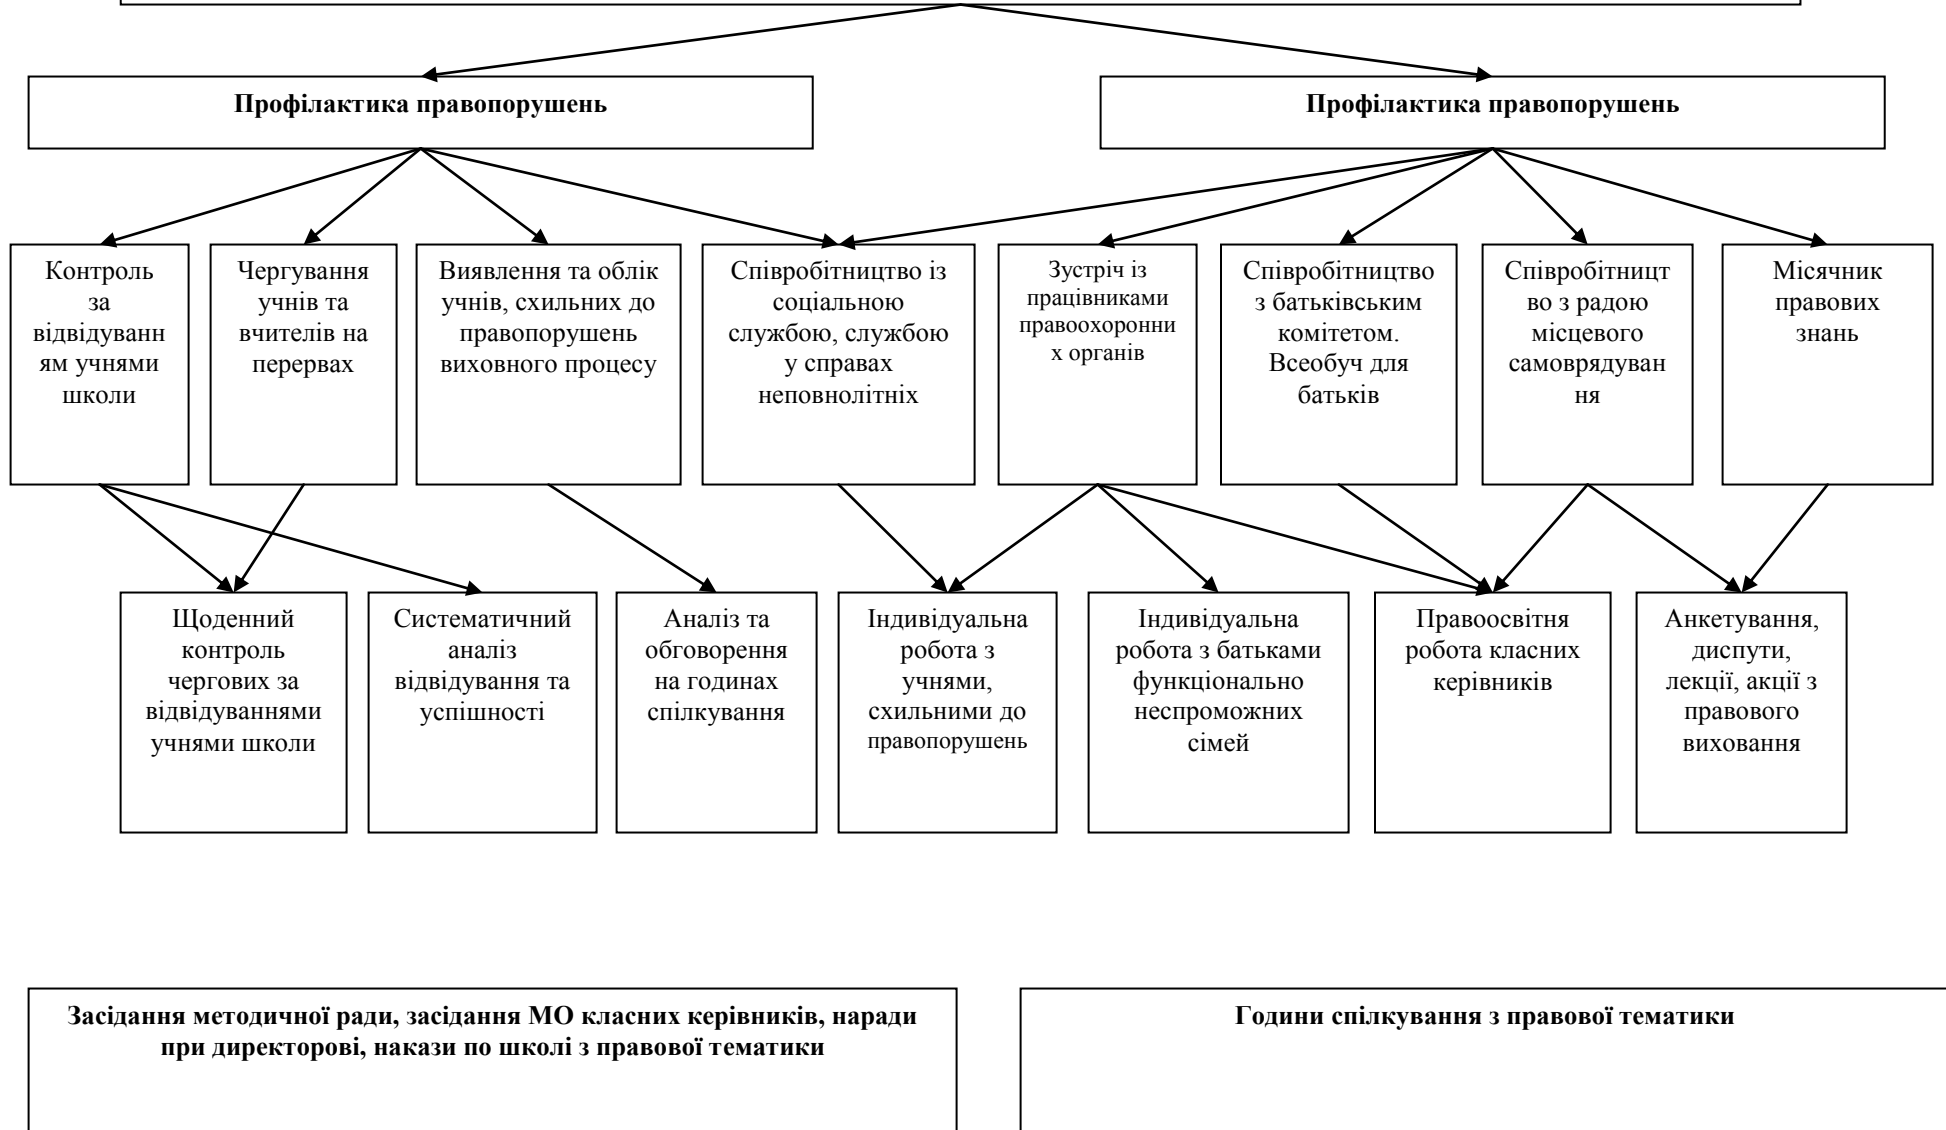 Профілактика правопорушень
Профілактика правопорушень
Контроль
за
відвідуванн
ям учнями
школи
Чергування
учнів та
вчителів на
перервах
Виявлення та облік
учнів, схильних до
правопорушень
виховного процесу
Співробітництво із
соціальною
службою, службою
у справах
неповнолітніх
Зустріч із
працівниками
правоохоронни
х органів
Співробітництво
з батьківським
комітетом.
Всеобуч для
батьків
Співробітницт
во з радою
місцевого
самоврядуван
ня
Місячник
правових
знань
Щоденний
контроль
чергових за
відвідуваннями
учнями школи
Систематичний
аналіз
відвідування та
успішності
Аналіз та
обговорення
на годинах
спілкування
Індивідуальна
робота з
учнями,
схильними до
правопорушень
Індивідуальна
робота з батьками
функціонально
неспроможних
сімей
Правоосвітня
робота класних
керівників
Анкетування,
диспути,
лекції, акції з
правового
виховання
Засідання методичної ради, засідання МО класних керівників, наради
при директорові, накази по школі з правової тематики
Години спілкування з правової тематики